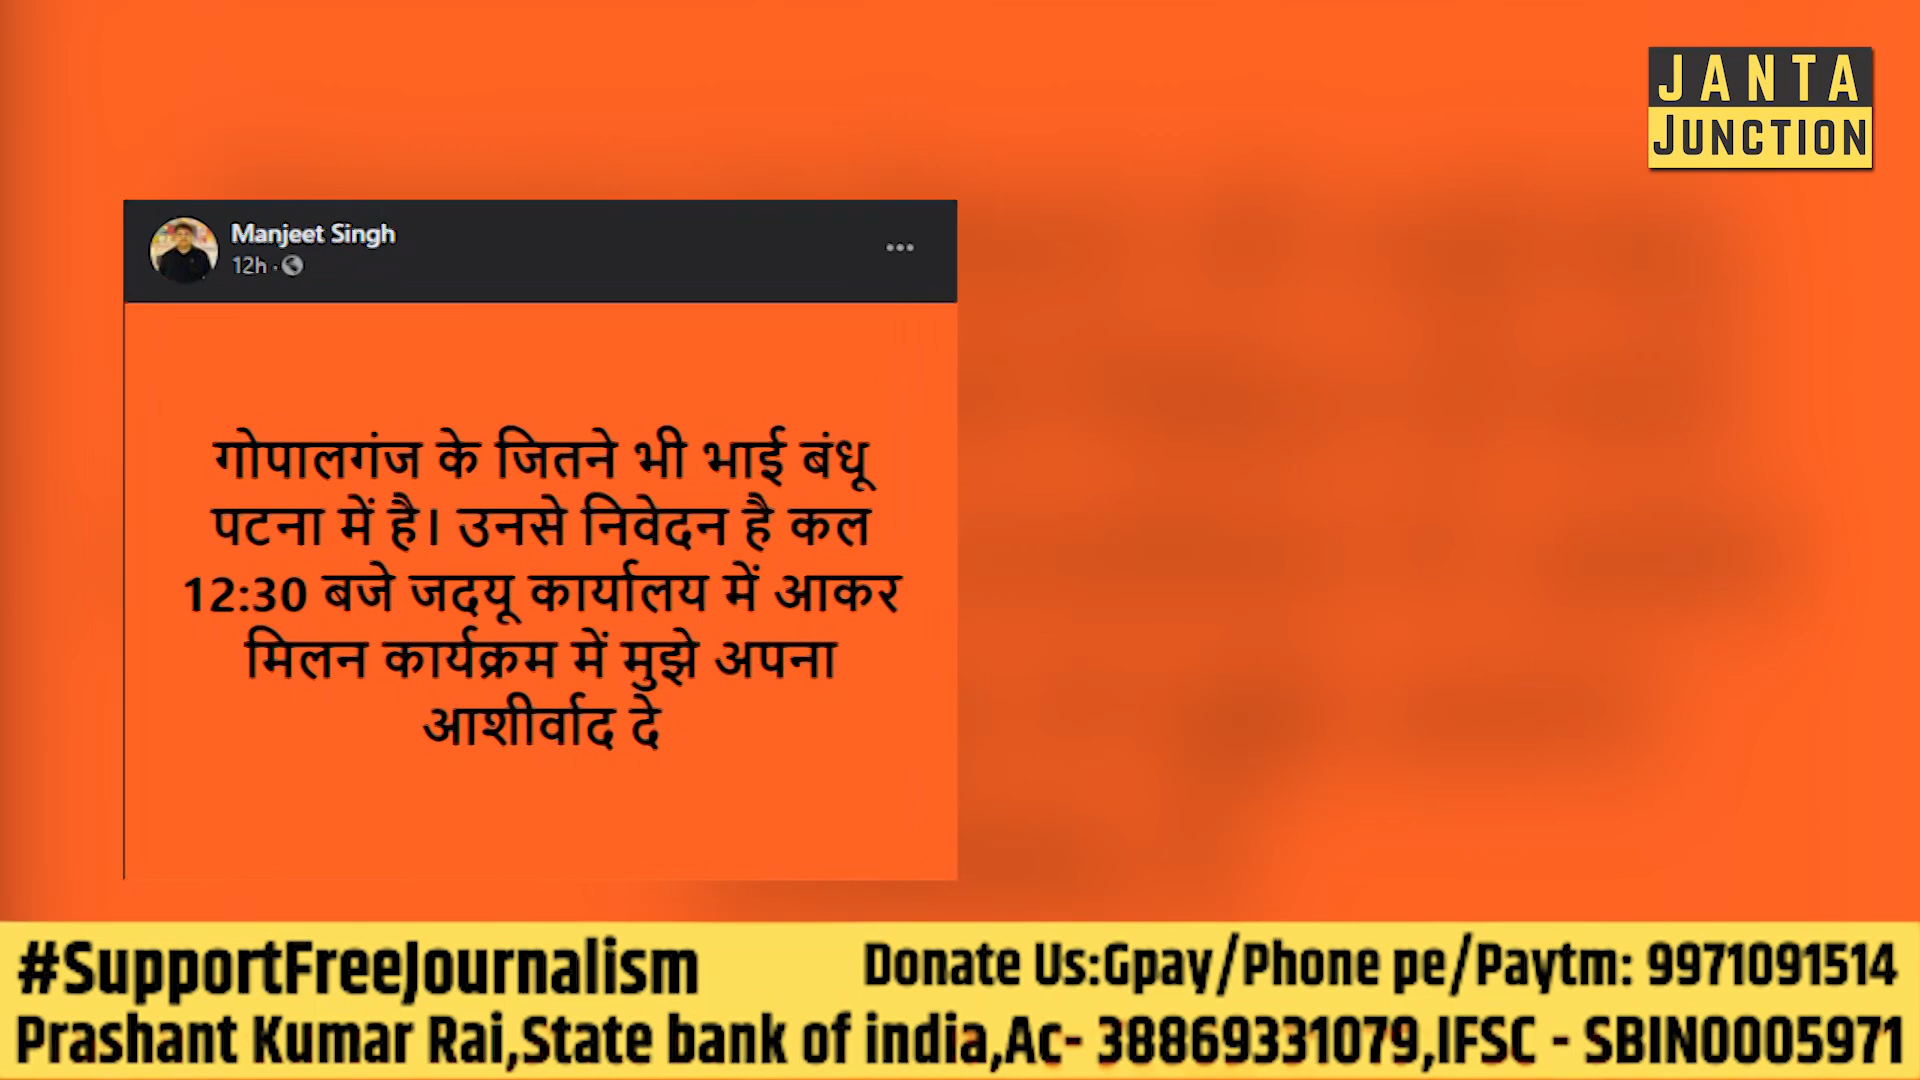 JANTA
JUNCTION
Manjeet Singh
12h ·
गोपालगंज के जितने भी भाई बंधू
पटना में है। उनसे निवेदन है कल
12:30 बजे जदयू कार्यालय में आकर
मिलन कार्यक्रम में मुझे अपना
आशीर्वाद दे
#SupportFreeJournalism
Donate Us:Gpay/Phone pe/Paytm: 9971091514
Prashant Kumar Rai,State bank of india,Ac- 38869331079,IFSC - SBIN0005971